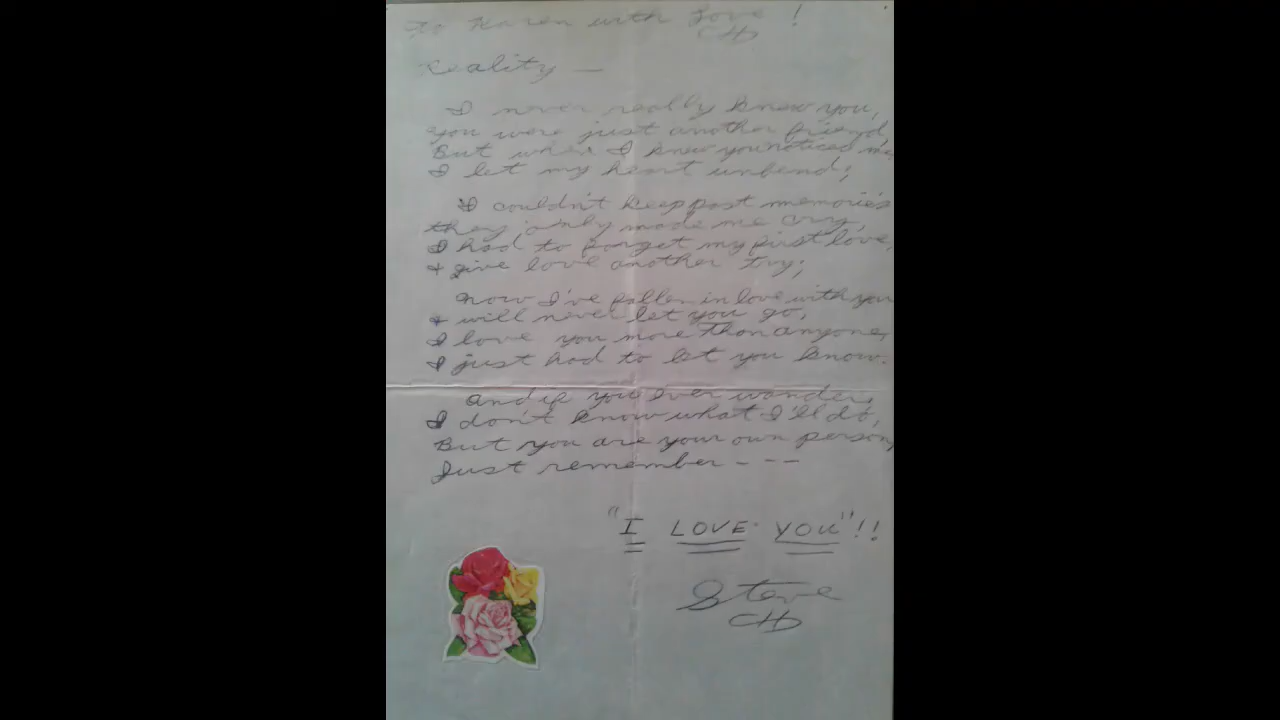 To Karen with Love !
CH
Reality —
I never really knew you,
You were just another friend,
But when I knew you noticed me,
I let my heart unbend;
I couldn't keep past memories
they only made me cry,
I had to forget my first love,
& give love another try;
Now I've fallen in love with you
& will never let you go,
I love you more than anyone,
I just had to let you know.
And if you ever wonder,
I don't know what I'll do,
But you are your own person,
Just remember - - -
"I LOVE YOU"!!
Steve
CH